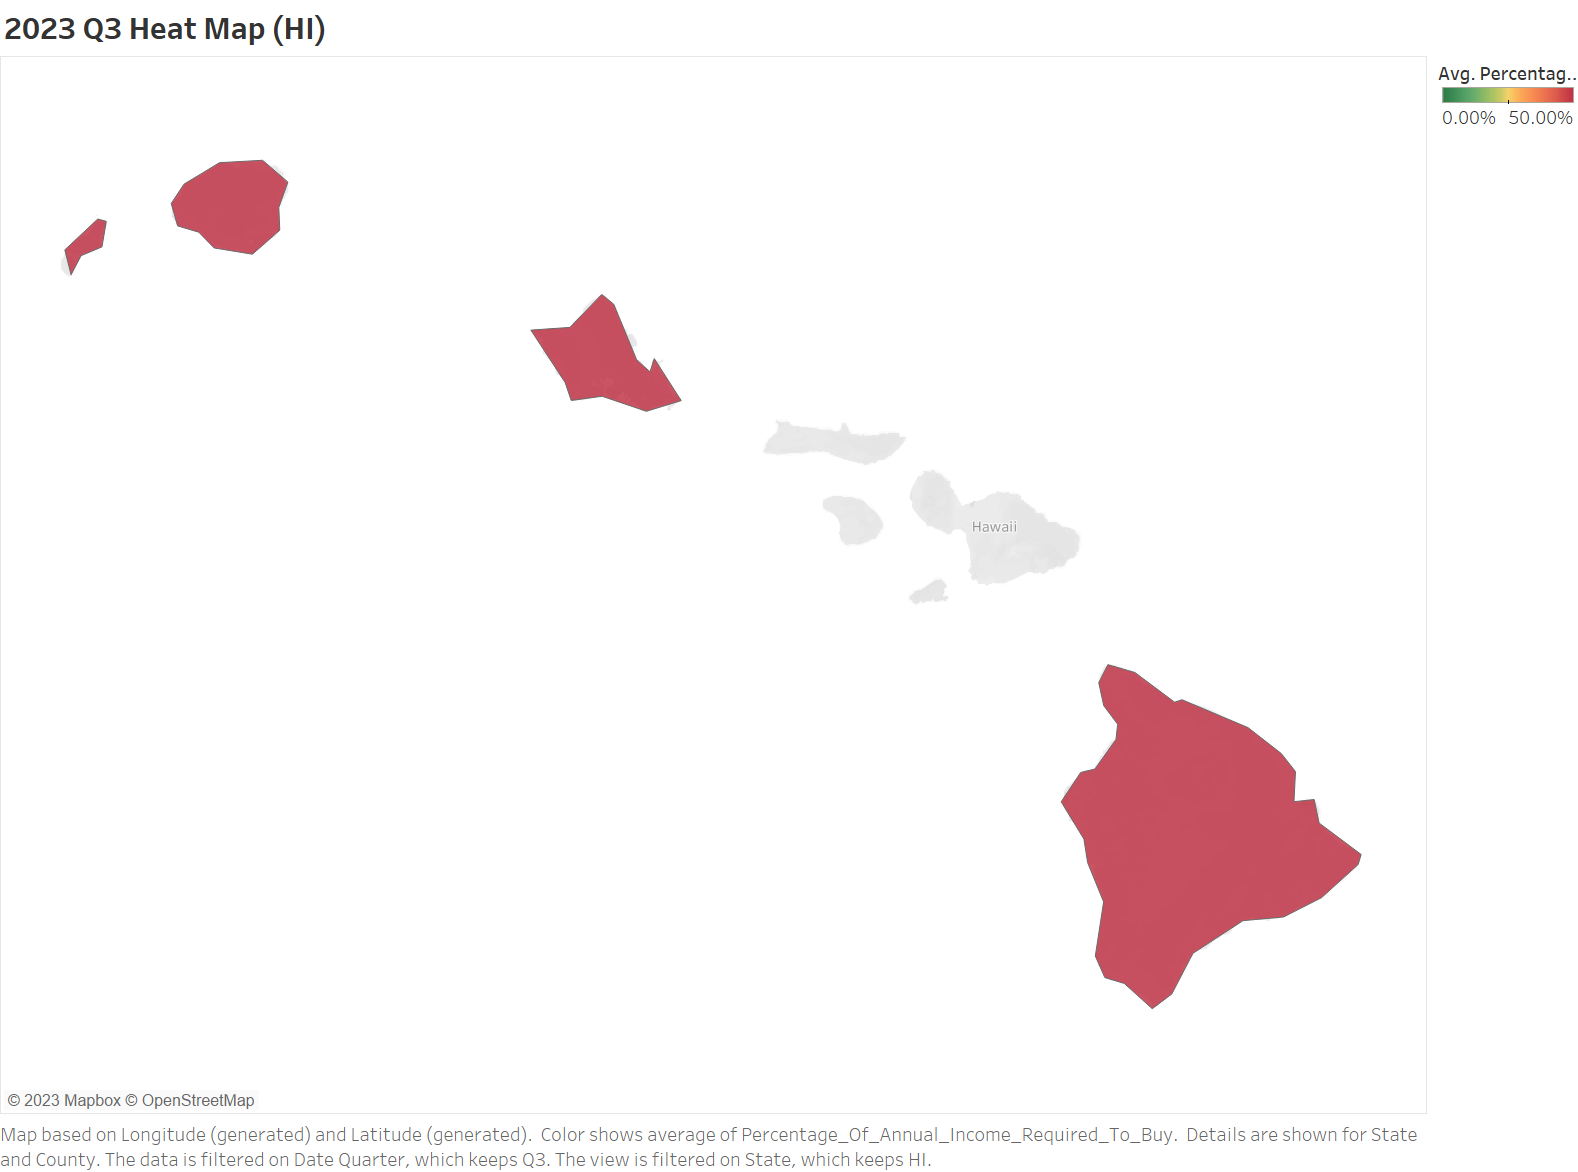 2023 Q3 Heat Map (HI)
Avg. Percentag..
0.00% 50.00%
Hawaii
© 2023 Mapbox © OpenStreetMap
Map based on Longitude (generated) and Latitude (generated).  Color shows average of Percentage_Of_Annual_Income_Required_To_Buy.  Details are shown for State
and County. The data is filtered on Date Quarter, which keeps Q3. The view is filtered on State, which keeps HI.